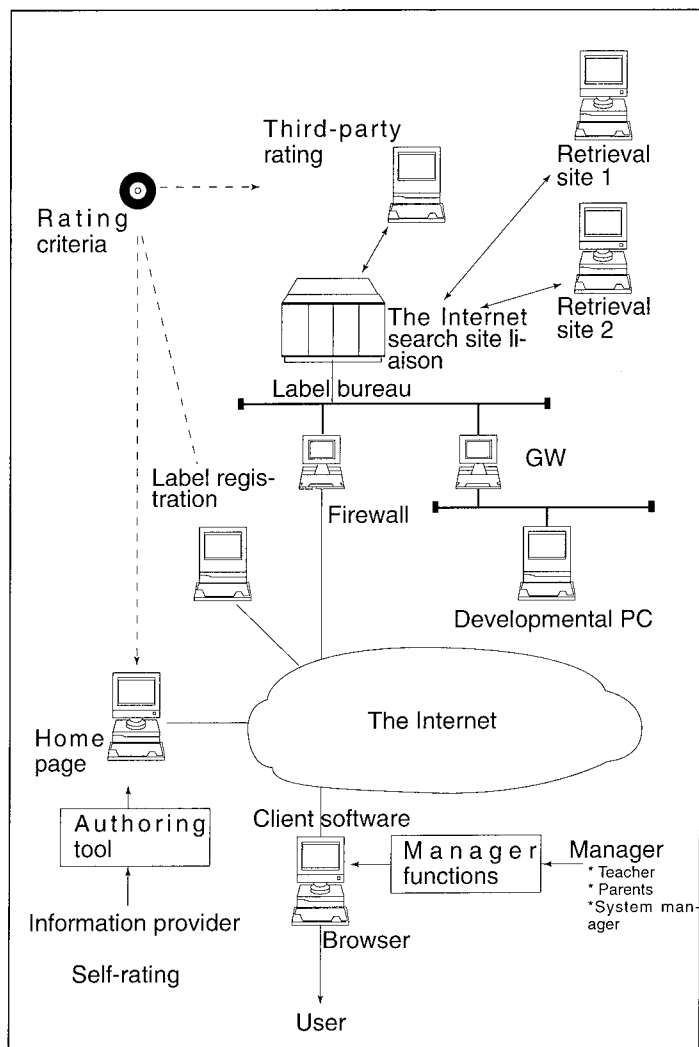 Third-party
rating
Retrieval
site 1
Rating
criteria
The Internet
search site li-
aison
Retrieval
site 2
Label bureau
GW
Label regis-
tration
Firewall
Developmental PC
The Internet
Home
page
Client software
Authoring
tool
Manager
functions
Manager
* Teacher
* Parents
*System man-
ager
Information provider
Browser
Self-rating
User